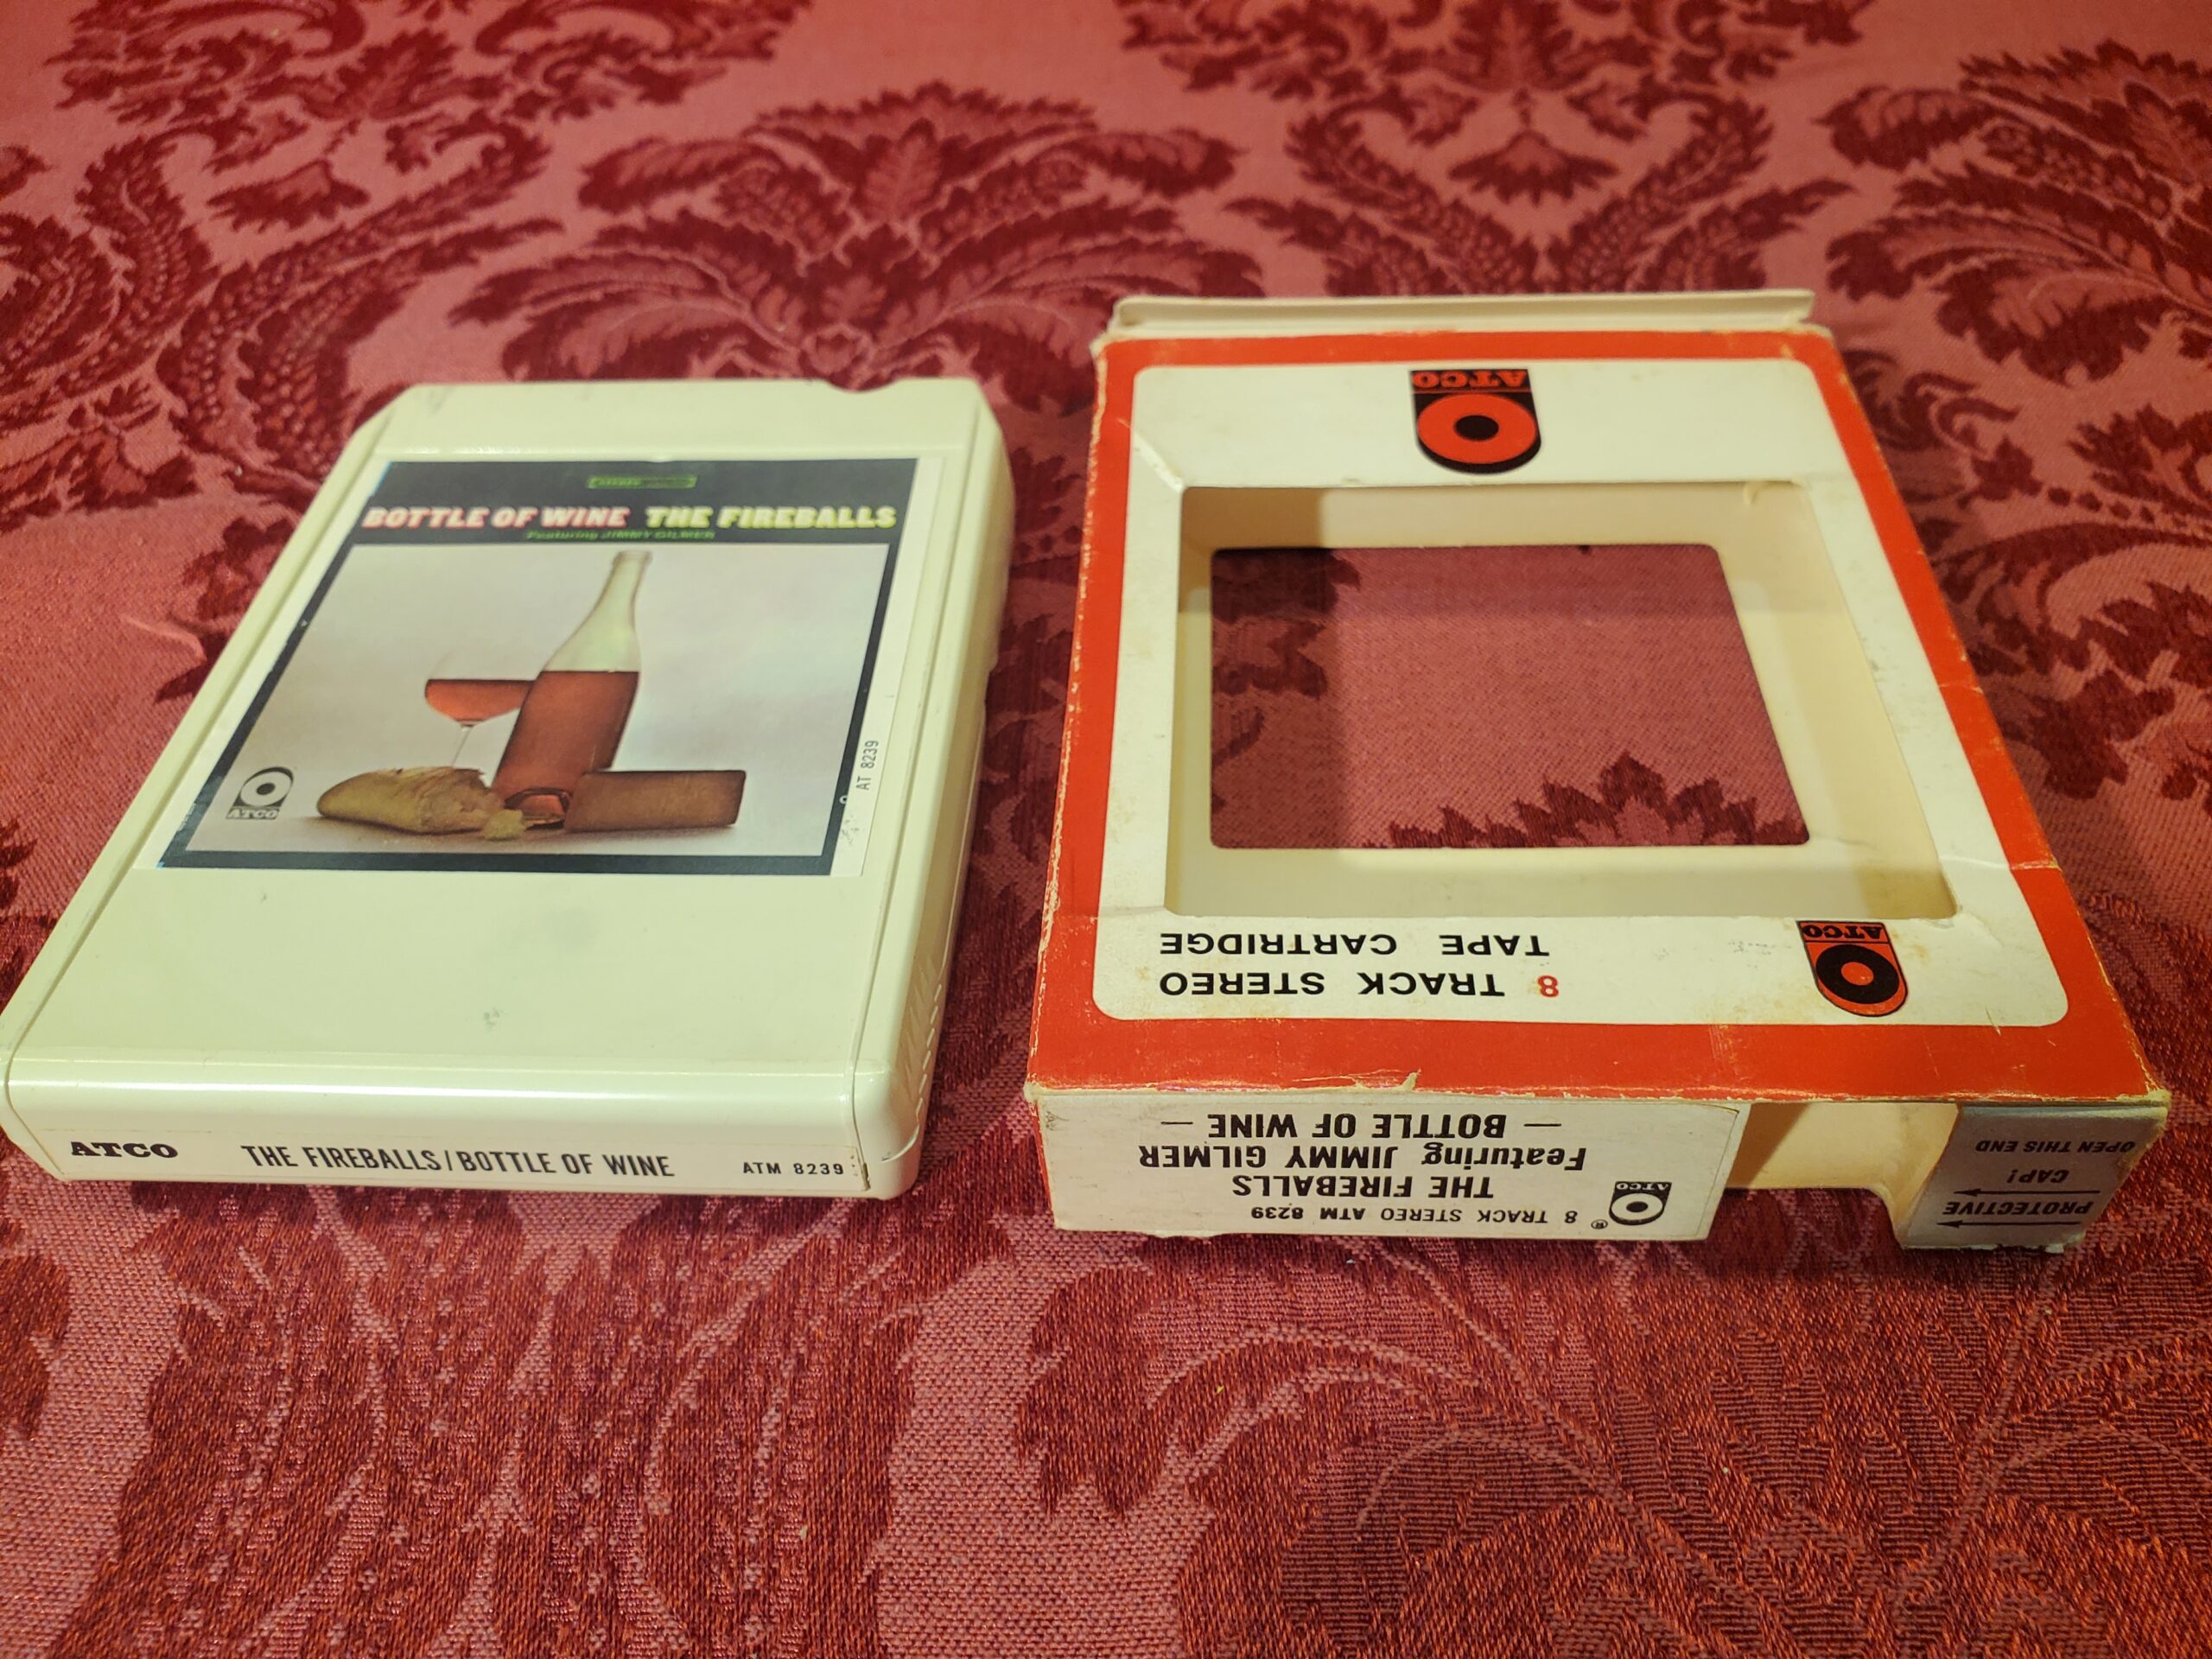 BOTTLE OF WINE THE FIREBALLS
Featuring JIMMY GILMER
ATCO
AT 8239
ATCO THE FIREBALLS/BOTTLE OF WINE ATM 8239
ATCO
8 TRACK STEREO
TAPE CARTRIDGE
ATCO
8 TRACK STEREO ATM 8239
THE FIREBALLS
Featuring JIMMY GILMER
— BOTTLE OF WINE —
ATCO
®
PROTECTIVE
CAP!
OPEN THIS END